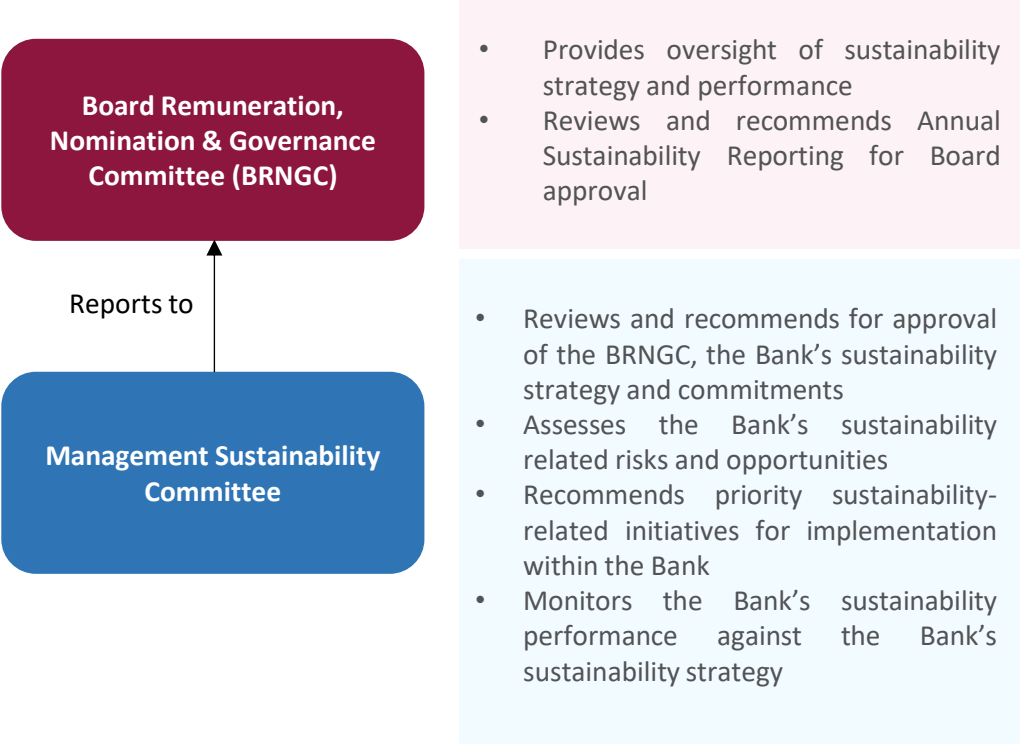 Board Remuneration,
Nomination & Governance
Committee (BRNGC)
• Provides oversight of sustainability
strategy and performance
• Reviews and recommends Annual
Sustainability Reporting for Board
approval
Reports to
Management Sustainability
Committee
• Reviews and recommends for approval
of the BRNGC, the Bank’s sustainability
strategy and commitments
• Assesses the Bank’s sustainability
related risks and opportunities
• Recommends priority sustainability-
related initiatives for implementation
within the Bank
• Monitors the Bank’s sustainability
performance against the Bank’s
sustainability strategy